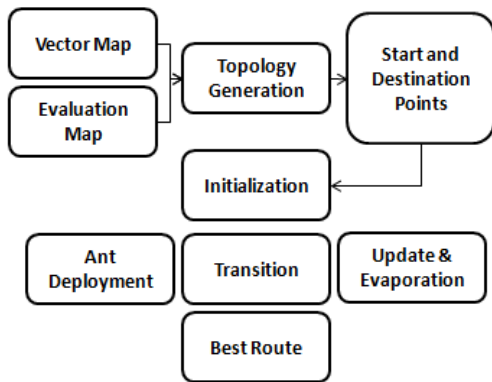 Vector Map
Evaluation
Map
Topology
Generation
Start and
Destination
Points
Initialization
Ant
Deployment
Transition
Update &
Evaporation
Best Route